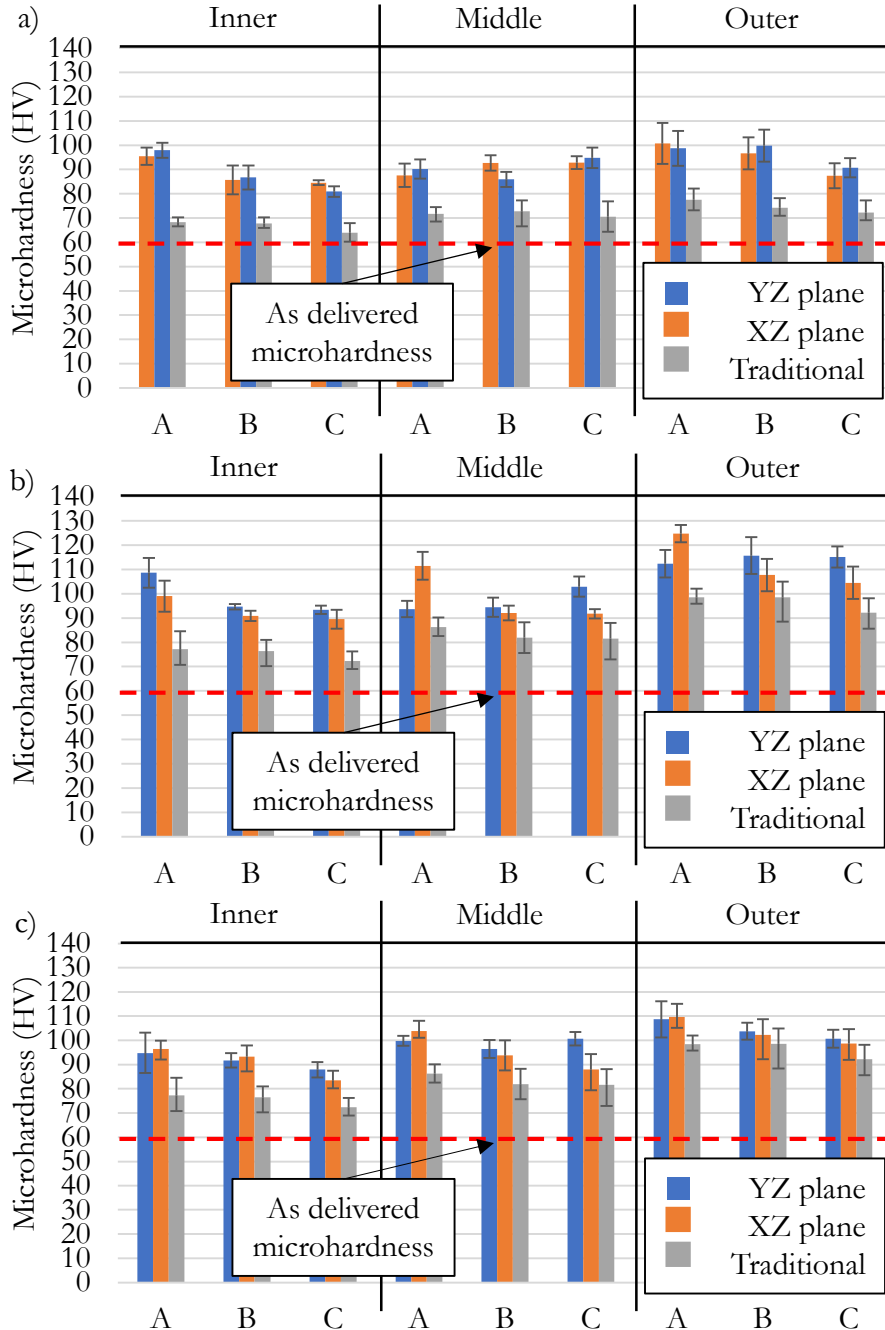 a)
Inner Middle Outer
Microhardness (HV)
140
130
120
110
100
90
80
70
60
50
40
30
20
10
0
As delivered
microhardness
YZ plane
XZ plane
Traditional
A B C A B C A B C
b)
Inner Middle Outer
Microhardness (HV)
140
130
120
110
100
90
80
70
60
50
40
30
20
10
0
As delivered
microhardness
YZ plane
XZ plane
Traditional
A B C A B C A B C
c)
Inner Middle Outer
Microhardness (HV)
140
130
120
110
100
90
80
70
60
50
40
30
20
10
0
As delivered
microhardness
YZ plane
XZ plane
Traditional
A B C A B C A B C